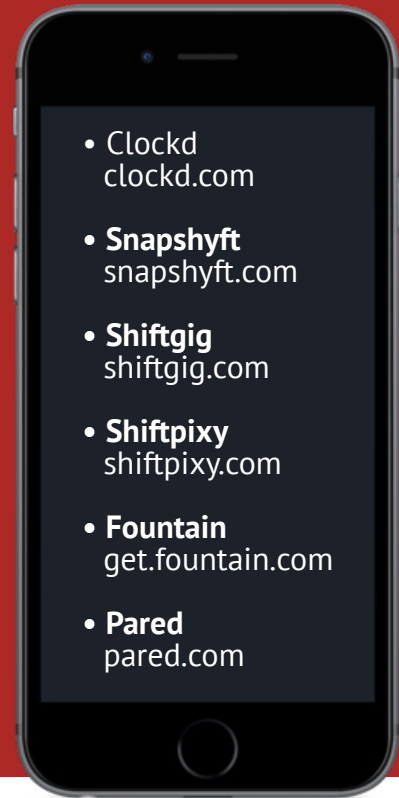 • Clockd
clockd.com
• Snapshyft
snapshyft.com
• Shiftgig
shiftgig.com
• Shiftpixy
shiftpixy.com
• Fountain
get.fountain.com
• Pared
pared.com